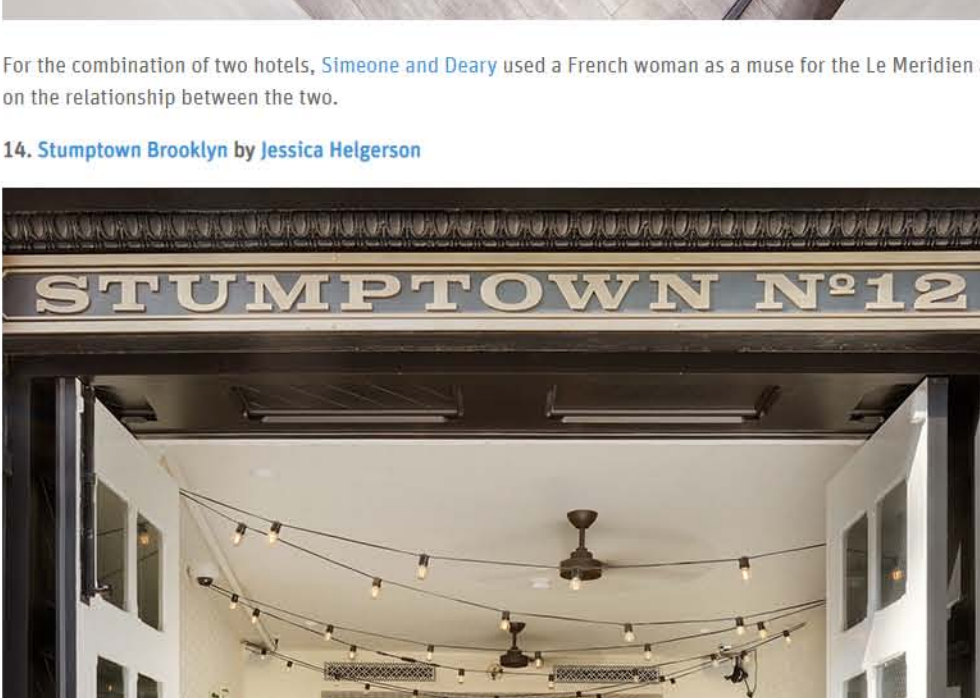 For the combination of two hotels, Simeone and Deary used a French woman as a muse for the Le Meridien
on the relationship between the two.
14. Stumptown Brooklyn by Jessica Helgerson
STUMPTOWN Nº12